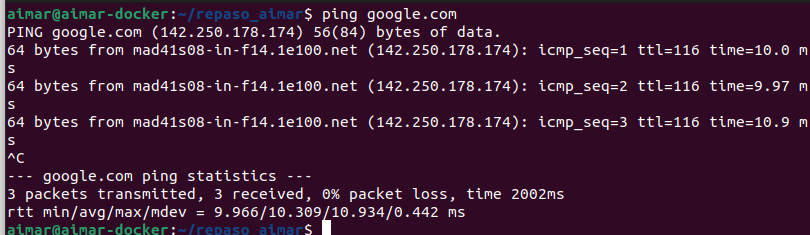 aimar@aimar-docker:~/repaso_aimar$ ping google.com
PING google.com (142.250.178.174) 56(84) bytes of data.
64 bytes from mad41s08-in-f14.1e100.net (142.250.178.174): icmp_seq=1 ttl=116 time=10.0 m
s
64 bytes from mad41s08-in-f14.1e100.net (142.250.178.174): icmp_seq=2 ttl=116 time=9.97 m
s
64 bytes from mad41s08-in-f14.1e100.net (142.250.178.174): icmp_seq=3 ttl=116 time=10.9 m
s
^C
--- google.com ping statistics ---
3 packets transmitted, 3 received, 0% packet loss, time 2002ms
rtt min/avg/max/mdev = 9.966/10.309/10.934/0.442 ms
aimar@aimar-docker:~/repaso_aimar$